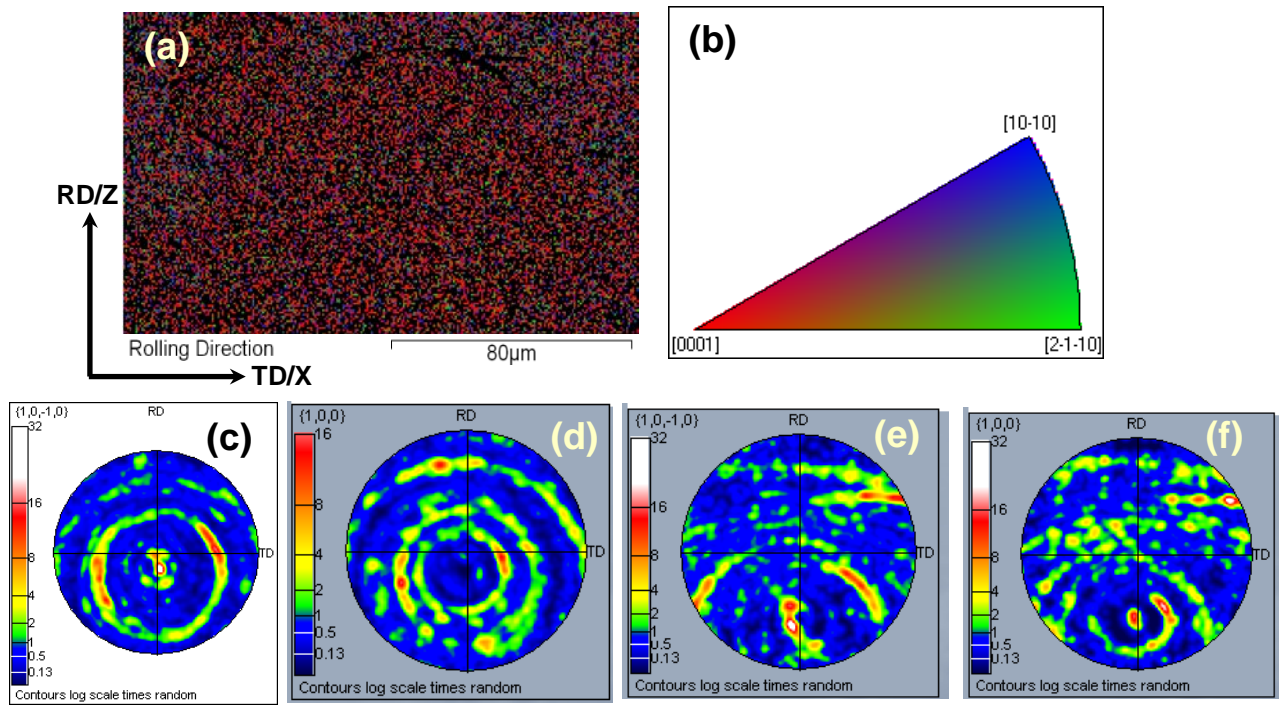 (a)
(b)
[10-10]
RD/Z
[0001]
[2-1-10]
Rolling Direction
80µm
TD/X
{1,0,-1,0}
RD
(c)
32
16
8
4
2
1
0.5
0.13
TD
Contours log scale times random
{1,0,0}
RD
(d)
16
8
4
2
1
0.5
0.13
TD
Contours log scale times random
{1,0,-1,0}
RD
(e)
32
16
8
4
2
1
0.5
0.13
TD
Contours log scale times random
{1,0,0}
RD
(f)
32
16
8
4
2
1
0.5
0.13
TD
Contours log scale times random